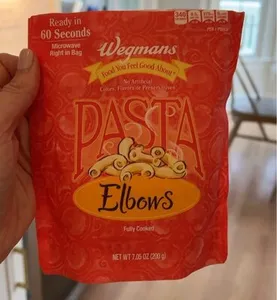 Ready in
60 Seconds
Microwave
Right in Bag
Wegmans
Food You Feel Good About
No Artificial
Colors, Flavors or Preservatives
PASTA
Elbows
Fully Cooked
NET WT 7.05 OZ (200 g)